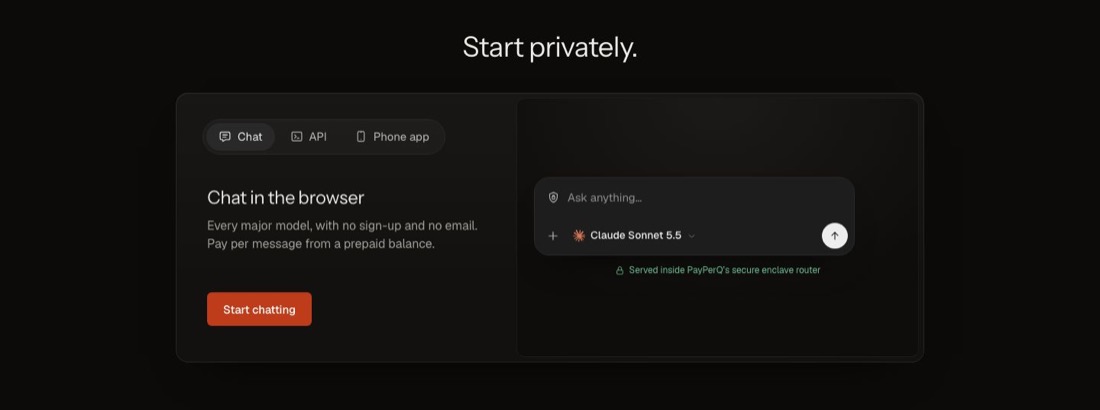 Start privately.
Chat
API
Phone app
Chat in the browser
Every major model, with no sign-up and no email.
Pay per message from a prepaid balance.
Start chatting
Ask anything...
Claude Sonnet 5.5
Served inside PayPerQ's secure enclave router